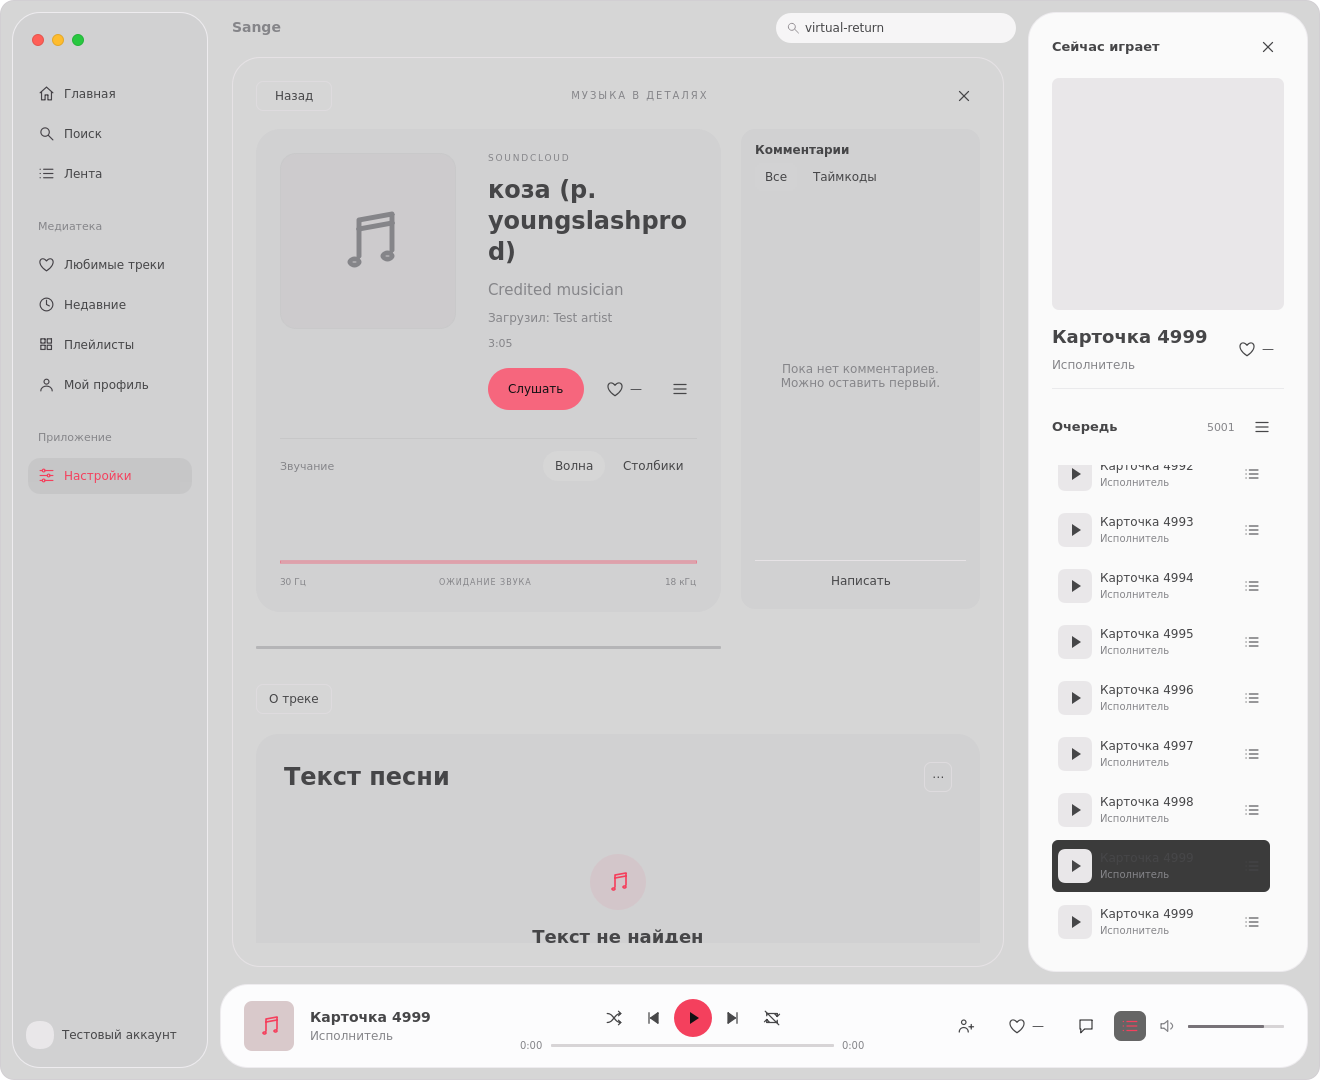 Sange
virtual-return
Главная
Поиск
Лента
Медиатека
Любимые треки
Недавние
Плейлисты
Мой профиль
Приложение
Настройки
Тестовый аккаунт
Назад
МУЗЫКА В ДЕТАЛЯХ
SOUNDCLOUD
коза (p.
youngslashpro
d)
Credited musician
Загрузил: Test artist
3:05
Слушать
—
Звучание
Волна
Столбики
30 Гц
ОЖИДАНИЕ ЗВУКА
18 кГц
Комментарии
Все
Таймкоды
Пока нет комментариев.
Можно оставить первый.
Написать
О треке
Текст песни
...
Текст не найден
Сейчас играет
Карточка 4999
—
Исполнитель
Очередь
5001
Карточка 4992
Исполнитель
Карточка 4993
Исполнитель
Карточка 4994
Исполнитель
Карточка 4995
Исполнитель
Карточка 4996
Исполнитель
Карточка 4997
Исполнитель
Карточка 4998
Исполнитель
Карточка 4999
Исполнитель
Карточка 4999
Исполнитель
Карточка 4999
Исполнитель
0:00
0:00
—